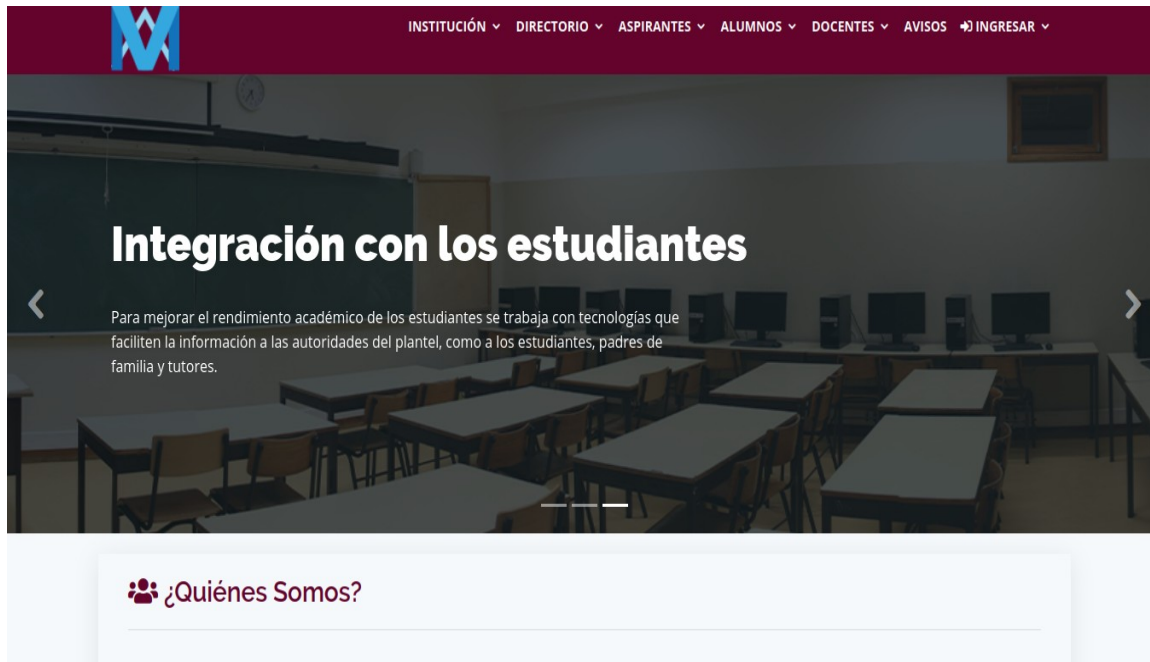 INSTITUCIÓN DIRECTORIO ASPIRANTES ALUMNOS DOCENTES AVISOS INGRESAR
Integración con los estudiantes
Para mejorar el rendimiento académico de los estudiantes se trabaja con tecnologías que
faciliten la información a las autoridades del plantel, como a los estudiantes, padres de
familia y tutores.
¿Quiénes Somos?